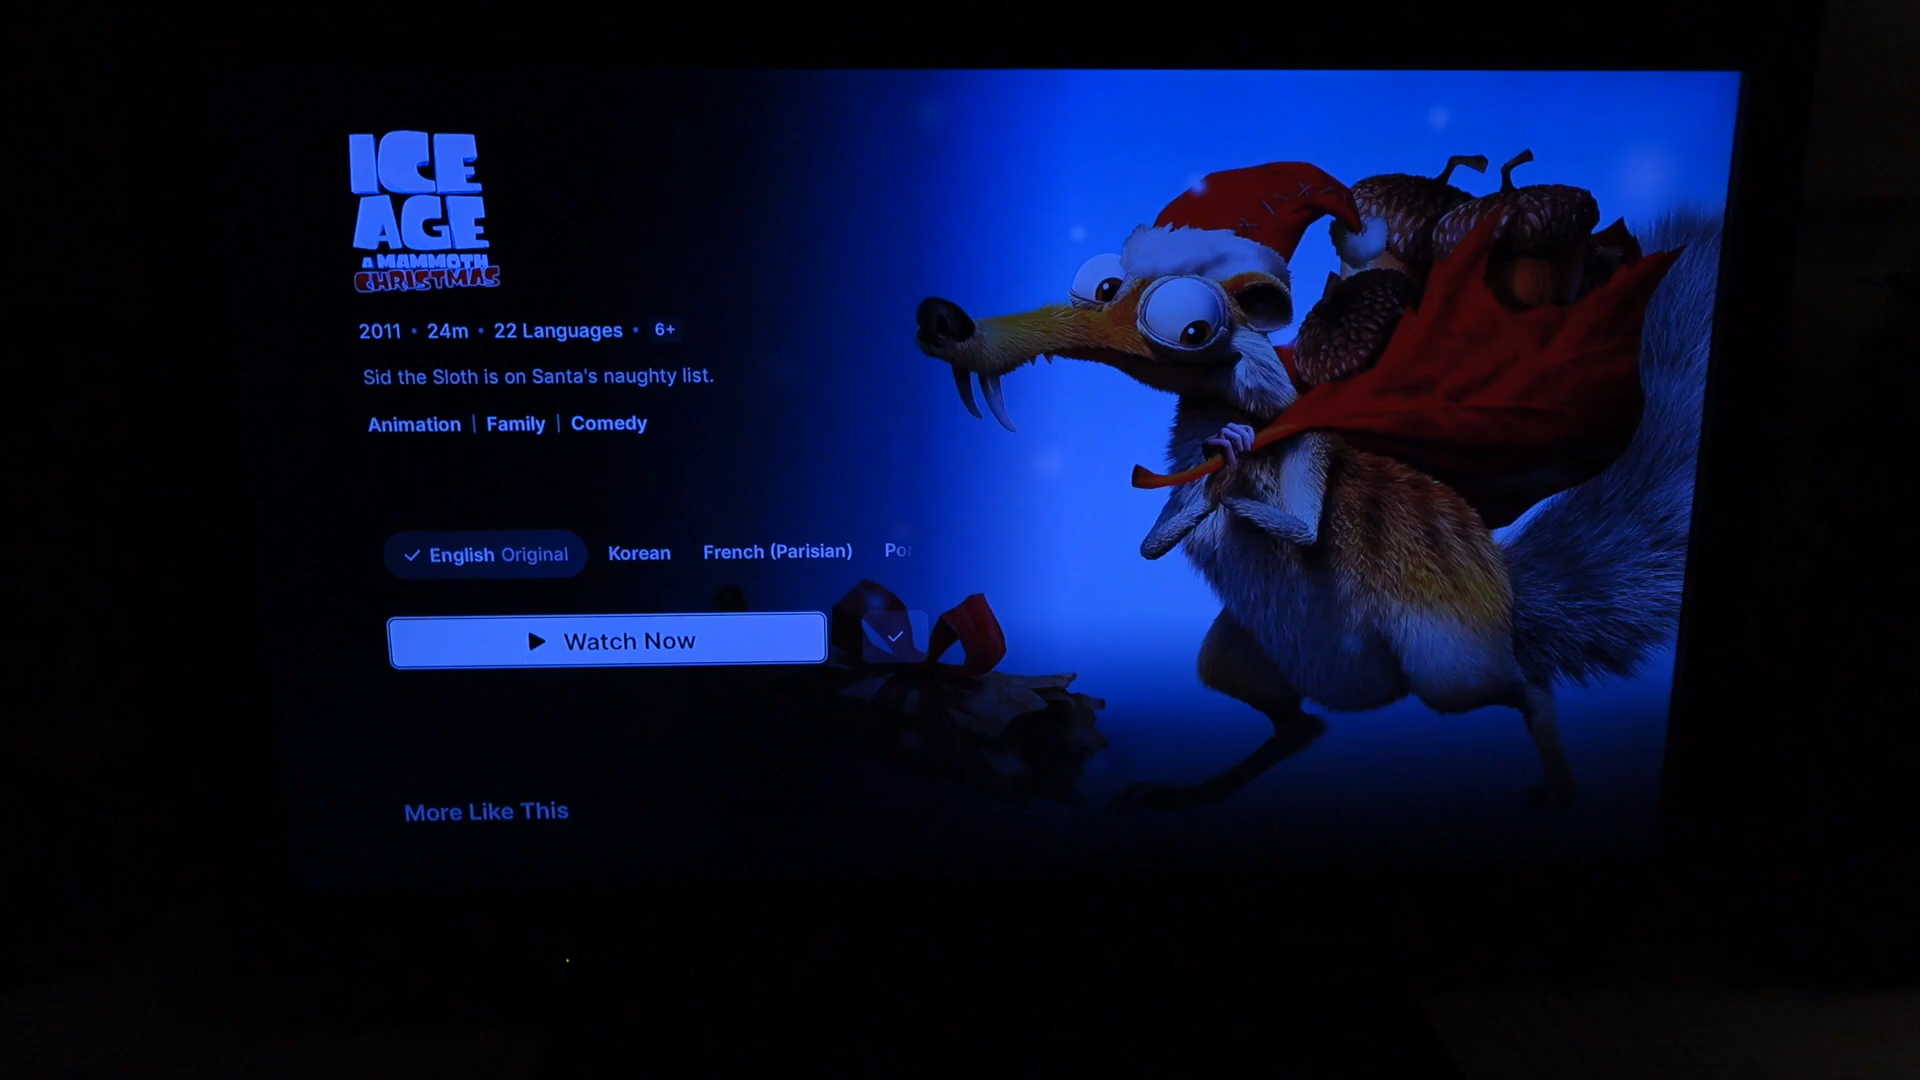 ICE
AGE
A MAMMOTH
CHRISTMAS
2011 • 24m • 22 Languages • 6+
Sid the Sloth is on Santa's naughty list.
Animation | Family | Comedy
English Original Korean French (Parisian)
Watch Now
More Like This